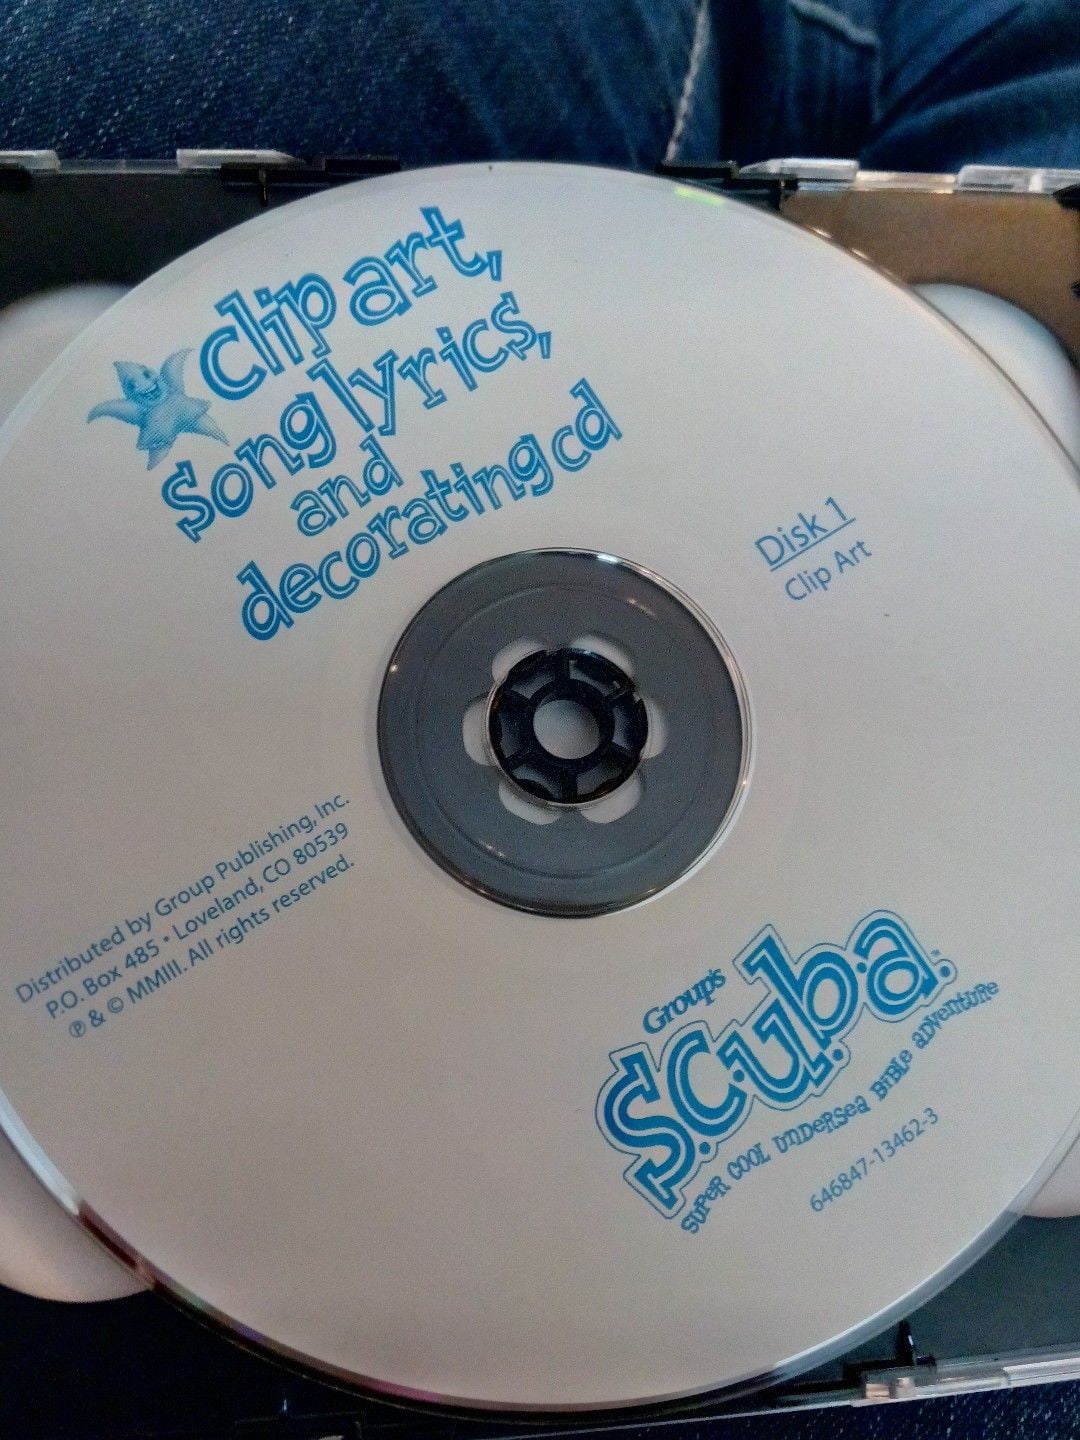 Clip art,
Song lyrics,
and
decorating cd
Disk 1
Clip Art
Distributed by Group Publishing, Inc.
P.O. Box 485 • Loveland, CO 80539
℗ & © MMIII. All rights reserved.
Group's
S.C.U.B.A.™
SUPER COOL UNDERSEA BIBLE ADVENTURE
646847-13462-3